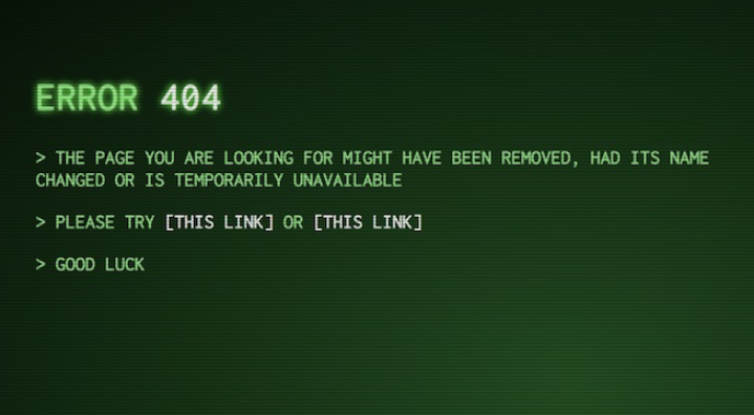 ERROR 404
> THE PAGE YOU ARE LOOKING FOR MIGHT HAVE BEEN REMOVED, HAD ITS NAME
CHANGED OR IS TEMPORARILY UNAVAILABLE
> PLEASE TRY [THIS LINK] OR [THIS LINK]
> GOOD LUCK